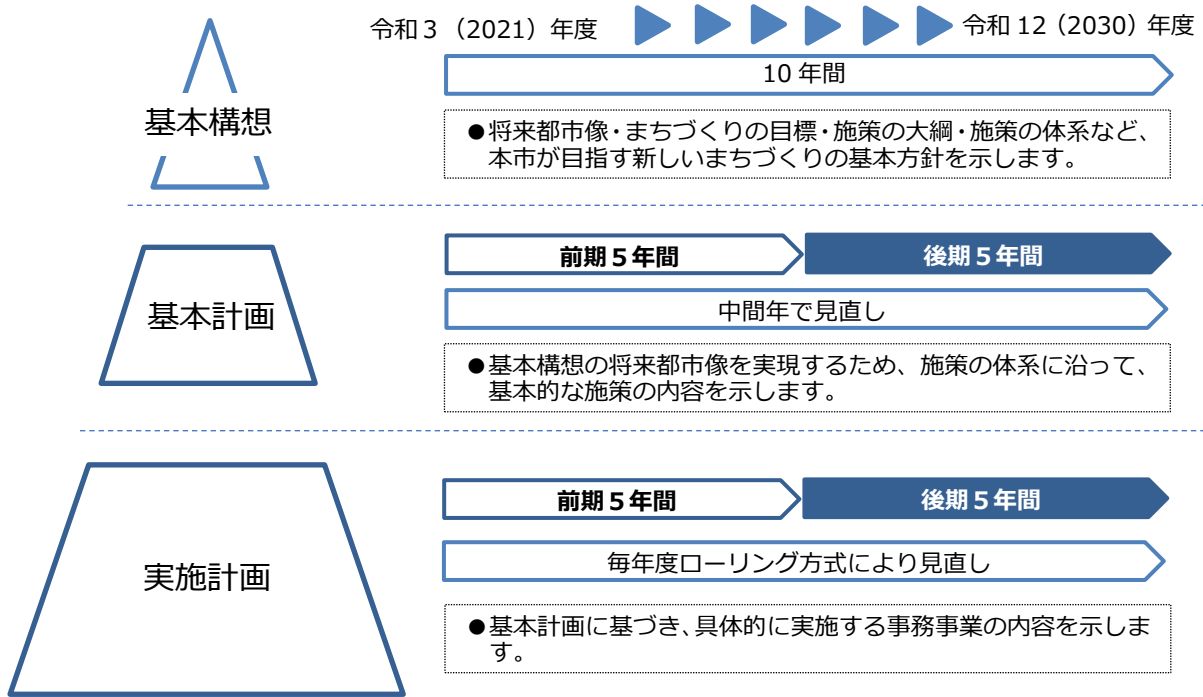 令和３（2021）年度 令和 12（2030）年度
10 年間
基本構想
●将来都市像・まちづくりの目標・施策の大綱・施策の体系など、
本市が目指す新しいまちづくりの基本方針を示します。
前期５年間 後期５年間
基本計画
中間年で見直し
●基本構想の将来都市像を実現するため、施策の体系に沿って、
基本的な施策の内容を示します。
前期５年間 後期５年間
実施計画
毎年度ローリング方式により見直し
●基本計画に基づき、具体的に実施する事務事業の内容を示しま
す。